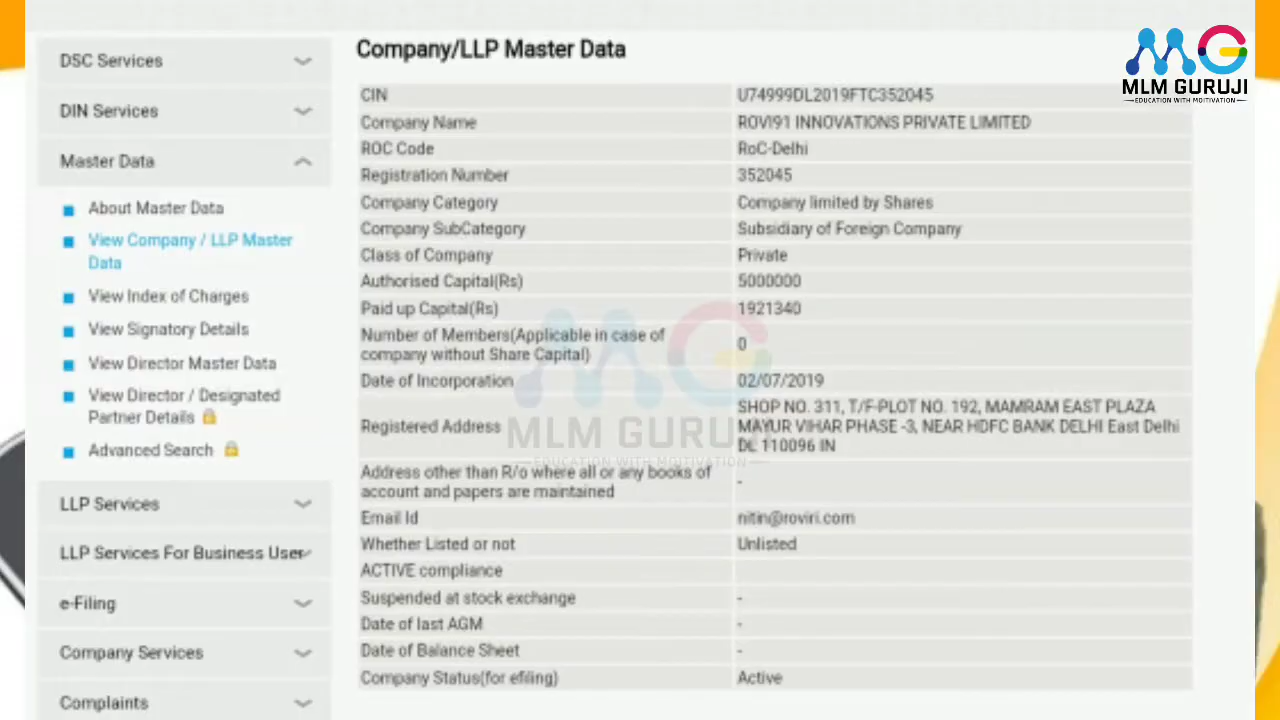 MLM GURUJI
EDUCATION WITH MOITIVATION
DSC Services
DIN Services
Master Data
About Master Data
View Company / LLP Master
Data
View Index of Charges
View Signatory Details
View Director Master Data
View Director / Designated
Partner Details
Advanced Search
LLP Services
LLP Services For Business User
e-Filing
Company Services
Complaints
Company/LLP Master Data
CIN U74999DL2019FTC352045
Company Name ROVI91 INNOVATIONS PRIVATE LIMITED
ROC Code RoC-Delhi
Registration Number 352045
Company Category Company limited by Shares
Company SubCategory Subsidiary of Foreign Company
Class of Company Private
Authorised Capital(Rs) 5000000
Paid up Capital(Rs) 1921340
Number of Members(Applicable in case of
company without Share Capital) 0
Date of Incorporation 02/07/2019
Registered Address SHOP NO. 311, T/F-PLOT NO. 192, MAMRAM EAST PLAZA
MAYUR VIHAR PHASE -3, NEAR HDFC BANK DELHI East Delhi
DL 110096 IN
Address other than R/o where all or any books of
account and papers are maintained -
Email Id nitin@roviri.com
Whether Listed or not Unlisted
ACTIVE compliance
Suspended at stock exchange -
Date of last AGM -
Date of Balance Sheet -
Company Status(for efiling) Active
MLM GURUJI
EDUCATION WITH MOITIVATION